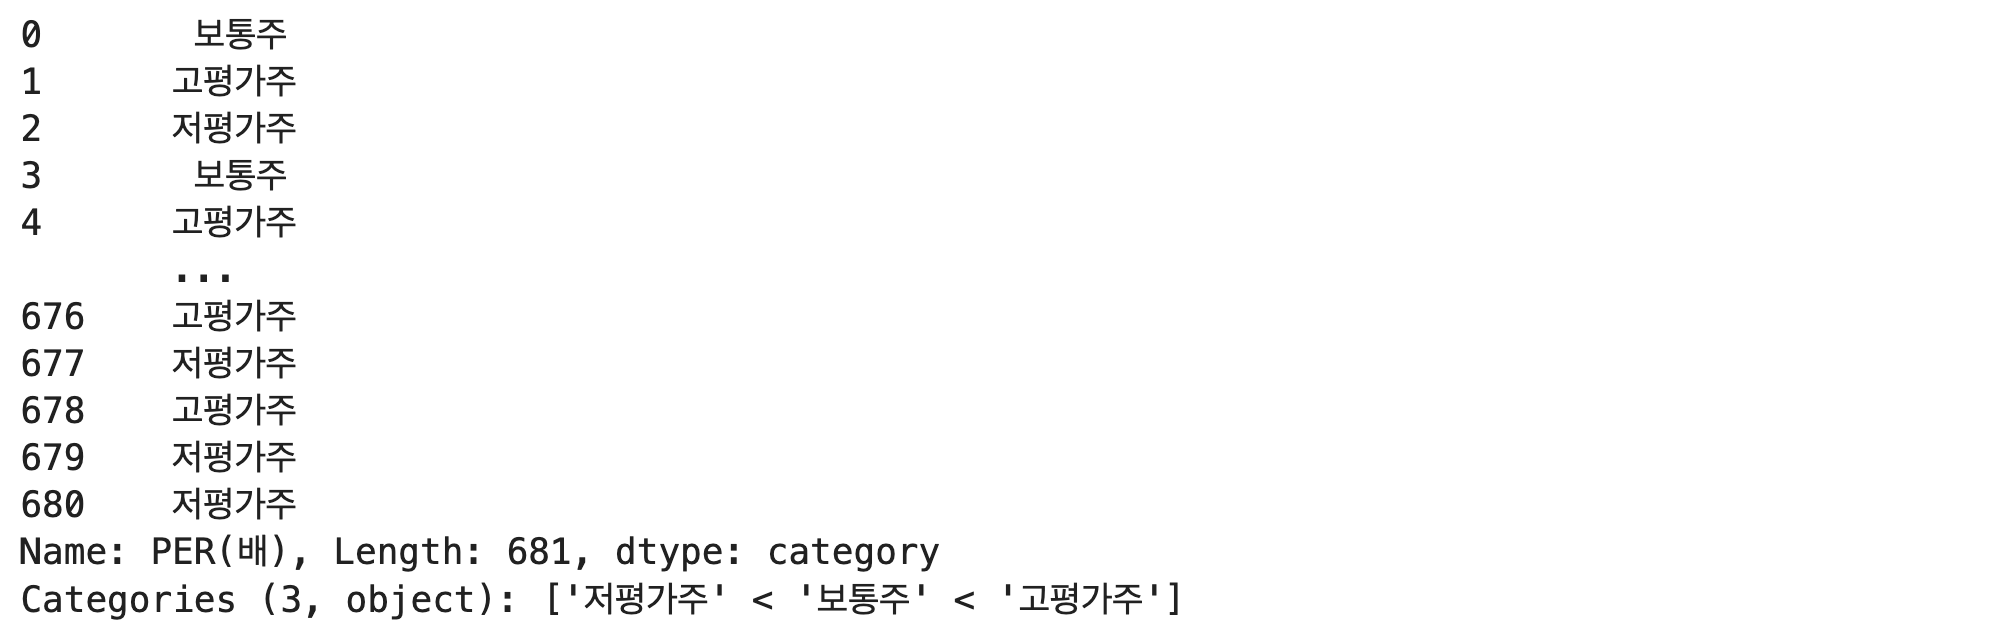 0       보통주
1      고평가주
2      저평가주
3       보통주
4      고평가주
       ...
676    고평가주
677    저평가주
678    고평가주
679    저평가주
680    저평가주
Name: PER(배), Length: 681, dtype: category
Categories (3, object): ['저평가주' < '보통주' < '고평가주']